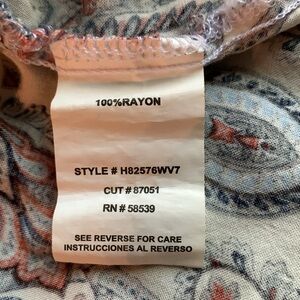 100%RAYON
STYLE # H82576WV7
CUT # 87051
RN # 58539
SEE REVERSE FOR CARE
INSTRUCCIONES AL REVERSO